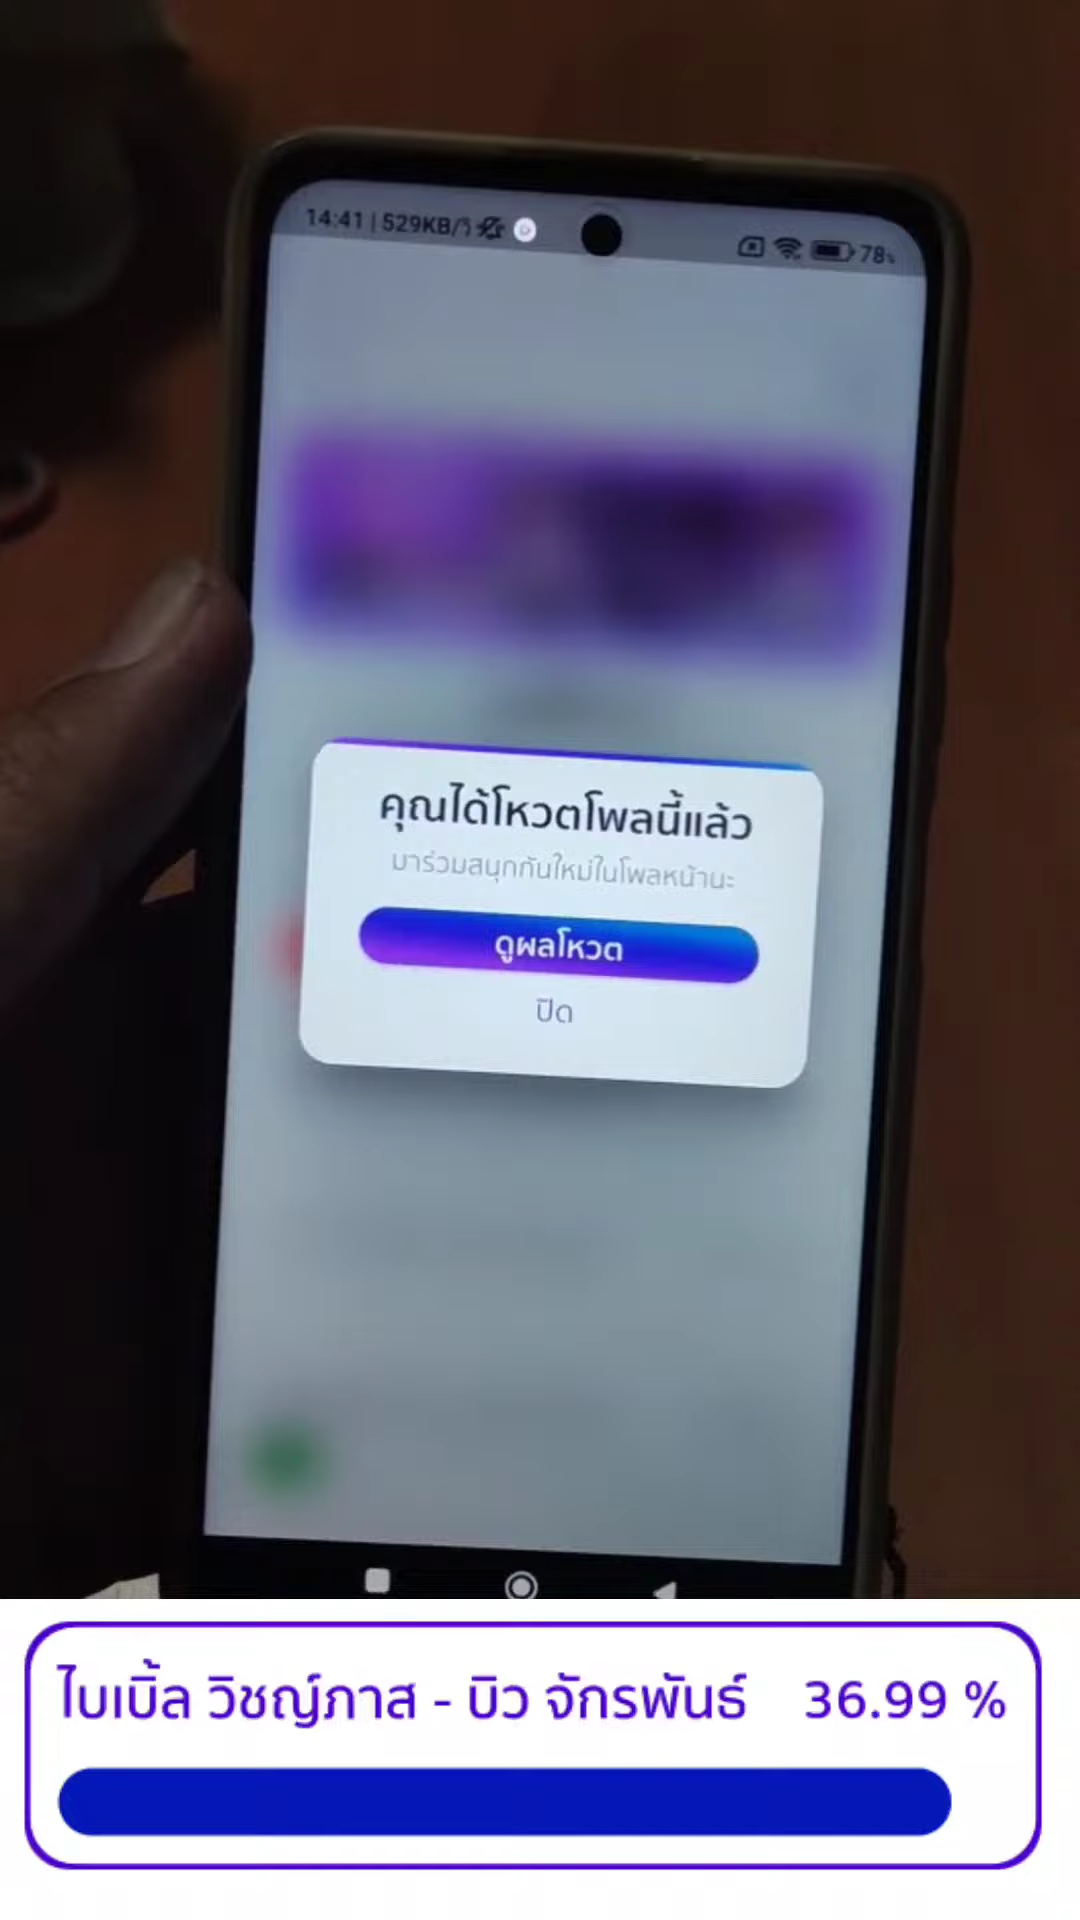 14:41 | 529KB/
78%
คุณได้โหวตโพลนี้แล้ว
มาร่วมสนุกกันใหม่ในโพลหน้านะ
ดูผลโหวต
ปิด
ไบเบิ้ล วิชญ์ภาส - บิว จักรพันธ์ 36.99 %